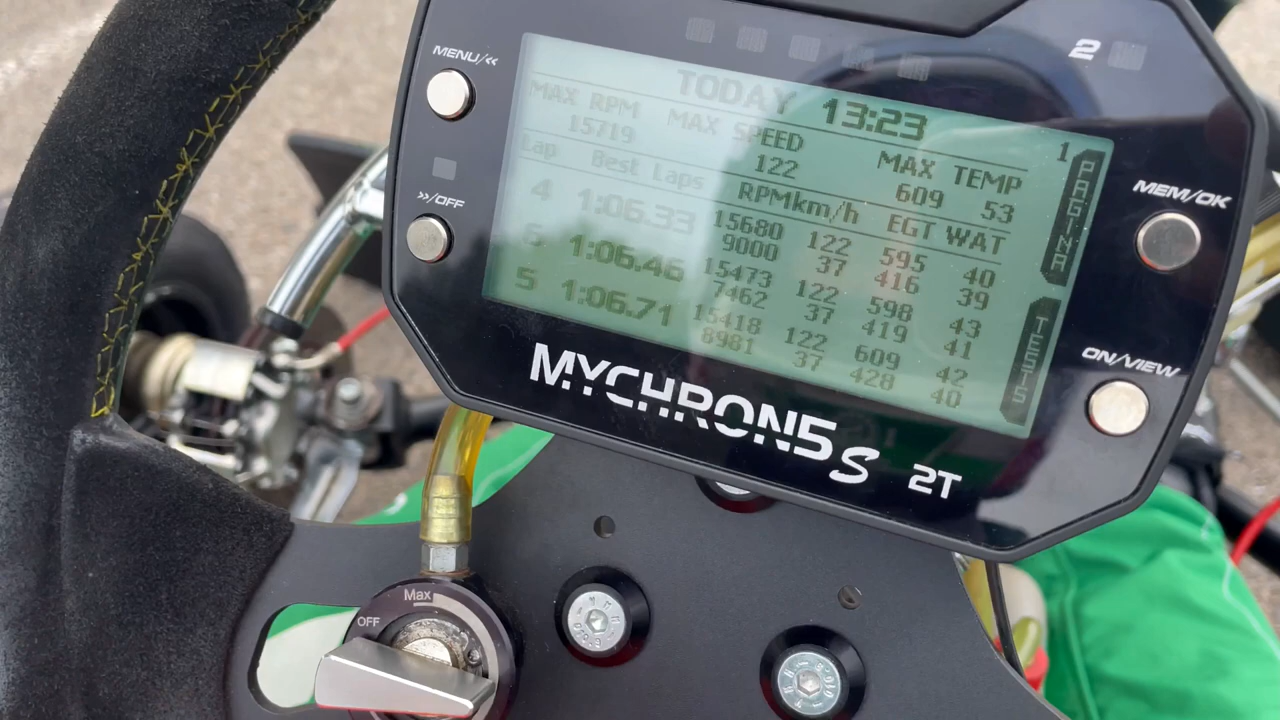 MENU/<<
2
TODAY 13:23
1
MAX RPM MAX SPEED MAX TEMP
15719 122 609 53
Lap Best Laps RPM km/h EGT WAT
4 1:06.33 15680 122 595 40
9000 37 416 39
6 1:06.46 15473 122 598 43
7462 37 419 41
5 1:06.71 15418 122 609 42
8981 37 428 40
>>/OFF
MEM/OK
ON/VIEW
MYCHRON5 S 2T
Max
OFF